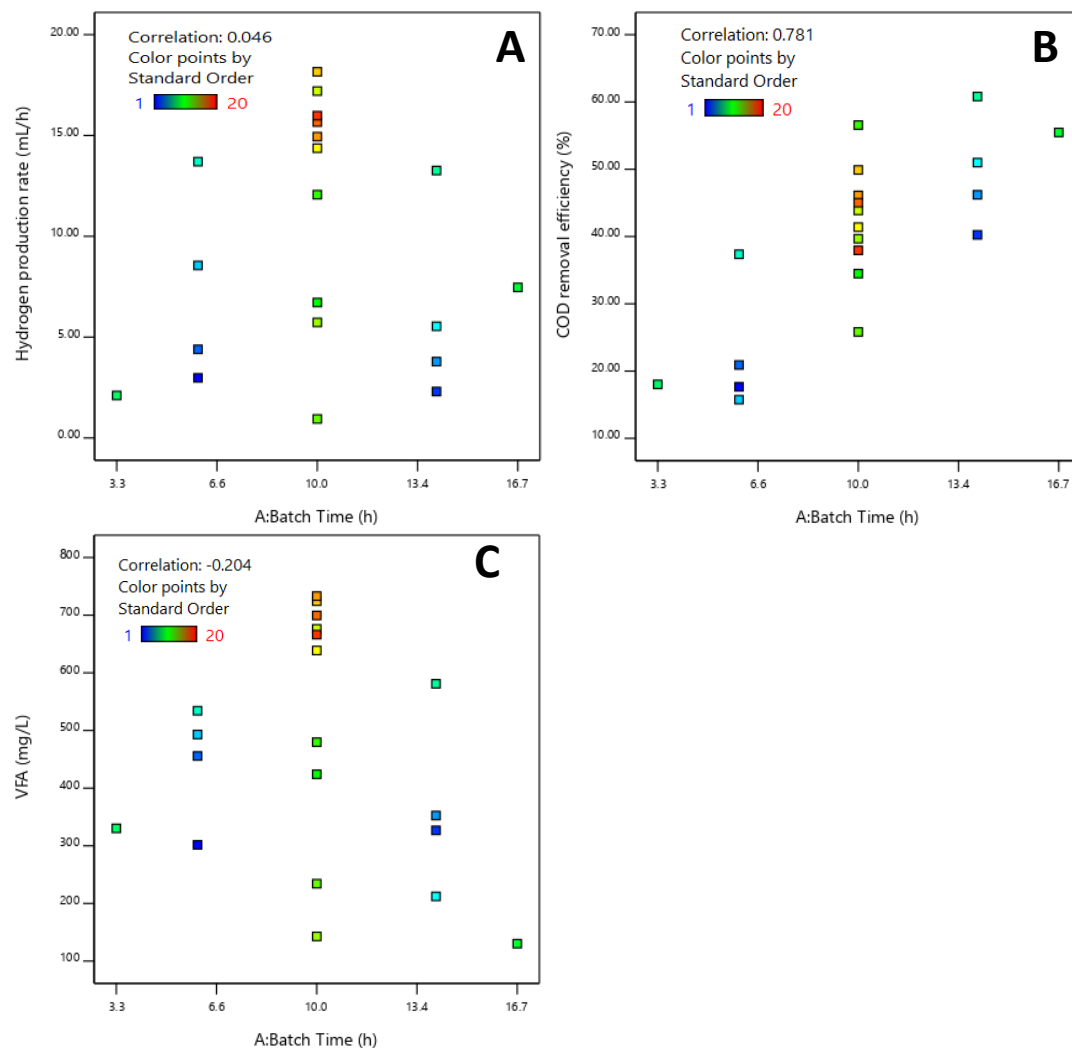 Correlation: 0.046
Color points by
Standard Order
1 20
A
20.00
15.00
10.00
5.00
0.00
Hydrogen production rate (mL/h)
3.3 6.6 10.0 13.4 16.7
A:Batch Time (h)
Correlation: 0.781
Color points by
Standard Order
1 20
B
70.00
60.00
50.00
40.00
30.00
20.00
10.00
COD removal efficiency (%)
3.3 6.6 10.0 13.4 16.7
A:Batch Time (h)
Correlation: -0.204
Color points by
Standard Order
1 20
C
800
700
600
500
400
300
200
100
VFA (mg/L)
3.3 6.6 10.0 13.4 16.7
A:Batch Time (h)